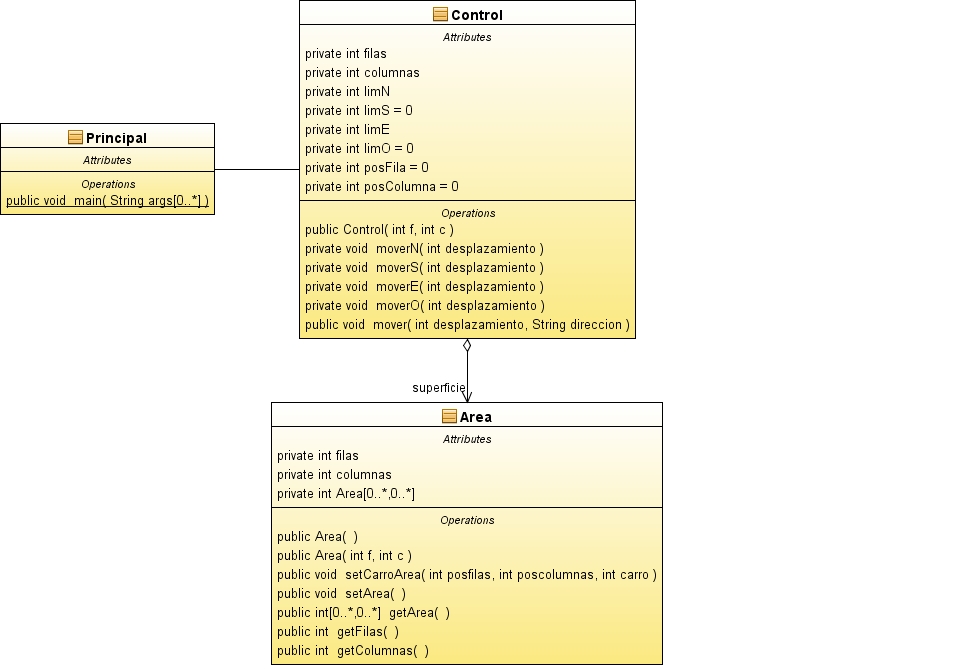 Control
Attributes
private int filas
private int columnas
private int limN
private int limS = 0
private int limE
private int limO = 0
private int posFila = 0
private int posColumna = 0
Operations
public Control( int f, int c )
private void moverN( int desplazamiento )
private void moverS( int desplazamiento )
private void moverE( int desplazamiento )
private void moverO( int desplazamiento )
public void mover( int desplazamiento, String direccion )
Principal
Attributes
Operations
public void main( String args[0..*] )
superficie
Area
Attributes
private int filas
private int columnas
private int Area[0..*,0..*]
Operations
public Area( )
public Area( int f, int c )
public void setCarroArea( int posfilas, int poscolumnas, int carro )
public void setArea( )
public int[0..*,0..*] getArea( )
public int getFilas( )
public int getColumnas( )